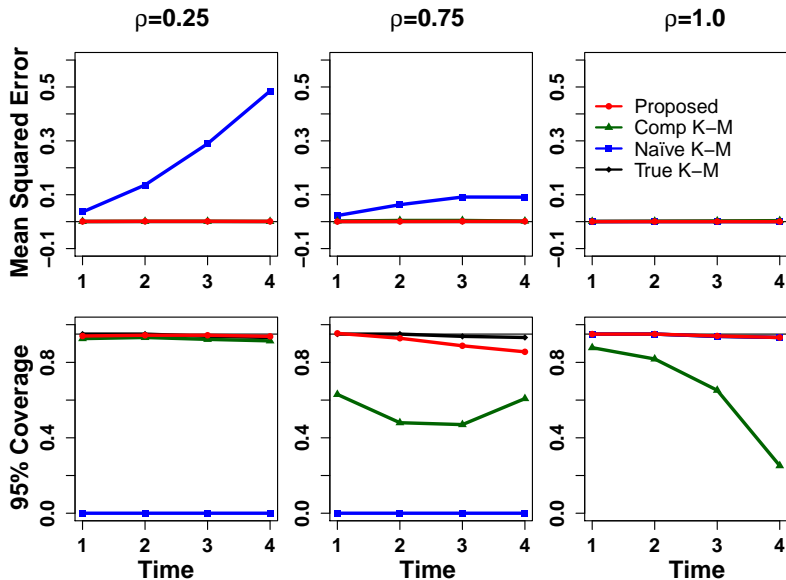 ρ=0.25 ρ=0.75 ρ=1.0
Mean Squared Error
0.5 0.5 0.5
0.3 0.3 0.3
0.1 0.1 0.1
−0.1 −0.1 −0.1
Proposed
Comp K−M
Naïve K−M
True K−M
1 2 3 4 1 2 3 4 1 2 3 4
95% Coverage
0.8 0.8 0.8
0.4 0.4 0.4
0.0 0.0 0.0
1 2 3 4 1 2 3 4 1 2 3 4
Time Time Time